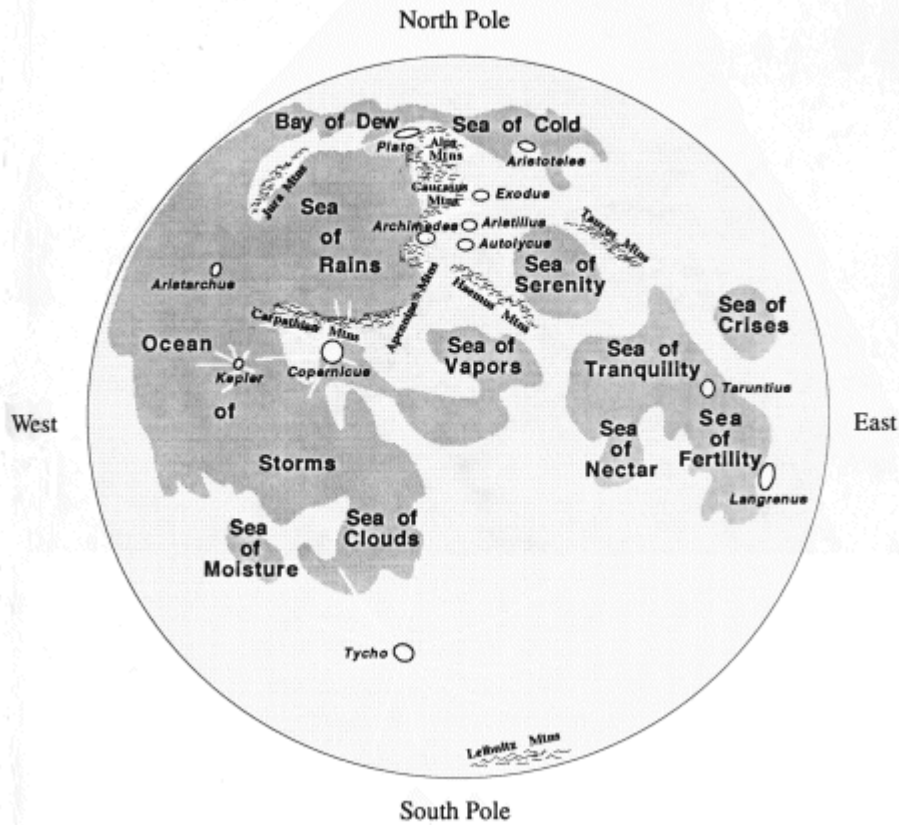 North Pole
Bay of Dew
Sea of Cold
Plato
Alps
Mtns
Aristoteles
Jura Mtns
Caucasus
Mtns
Exodus
Sea
of
Rains
Archimedes
Aristillus
Autolycus
Taurus Mtns
Aristarchus
Sea of
Serenity
Haemus Mtns
Apennines Mtns
Carpathian Mtns
Sea of
Crises
Ocean
of
Storms
Kepler
Copernicus
Sea of
Vapors
Sea of
Tranquility
Taruntius
West
East
Sea
of
Nectar
Sea
of
Fertility
Langrenus
Sea
of
Moisture
Sea of
Clouds
Tycho
Leibnitz Mtns
South Pole